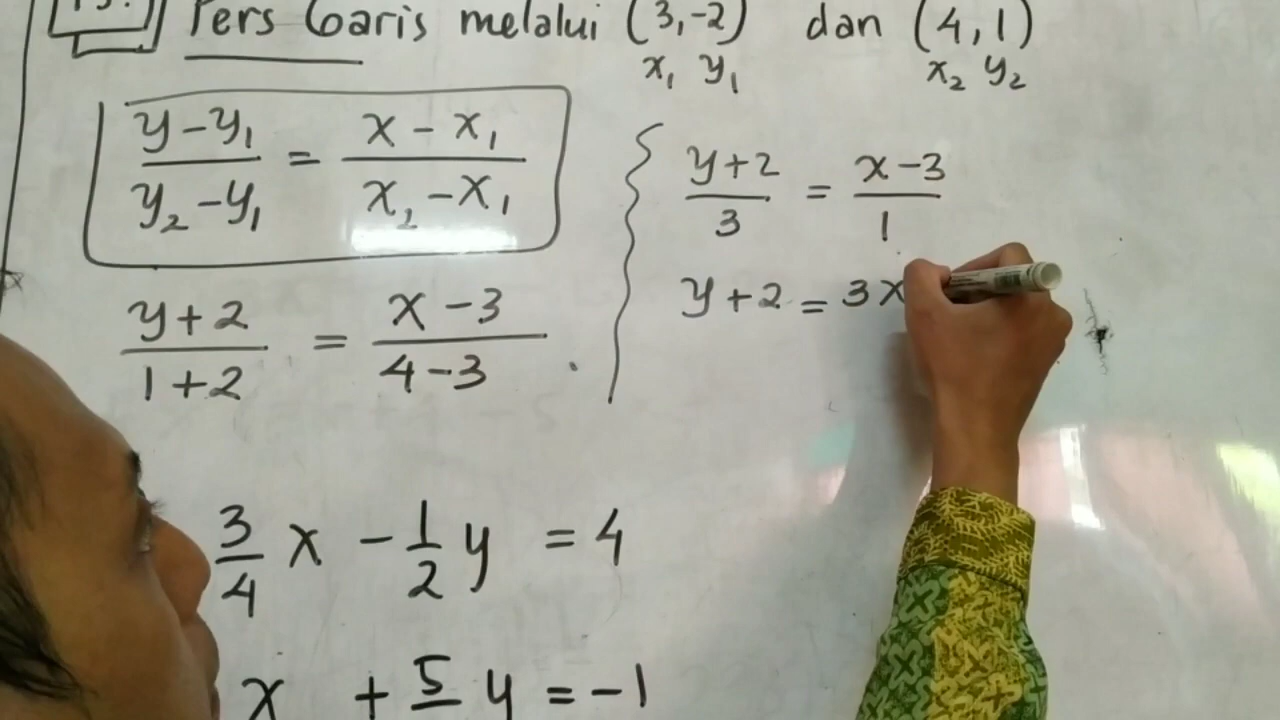 Pers Garis melalui (3,-2) dan (4,1)
x₁ y₁ x₂ y₂
(y-y₁)/(y₂-y₁) = (x-x₁)/(x₂-x₁)
(y+2)/(1+2) = (x-3)/(4-3) .
(y+2)/3 = (x-3)/1
y+2 = 3x
3/4 x - 1/2 y = 4
x + 5/ y = -1